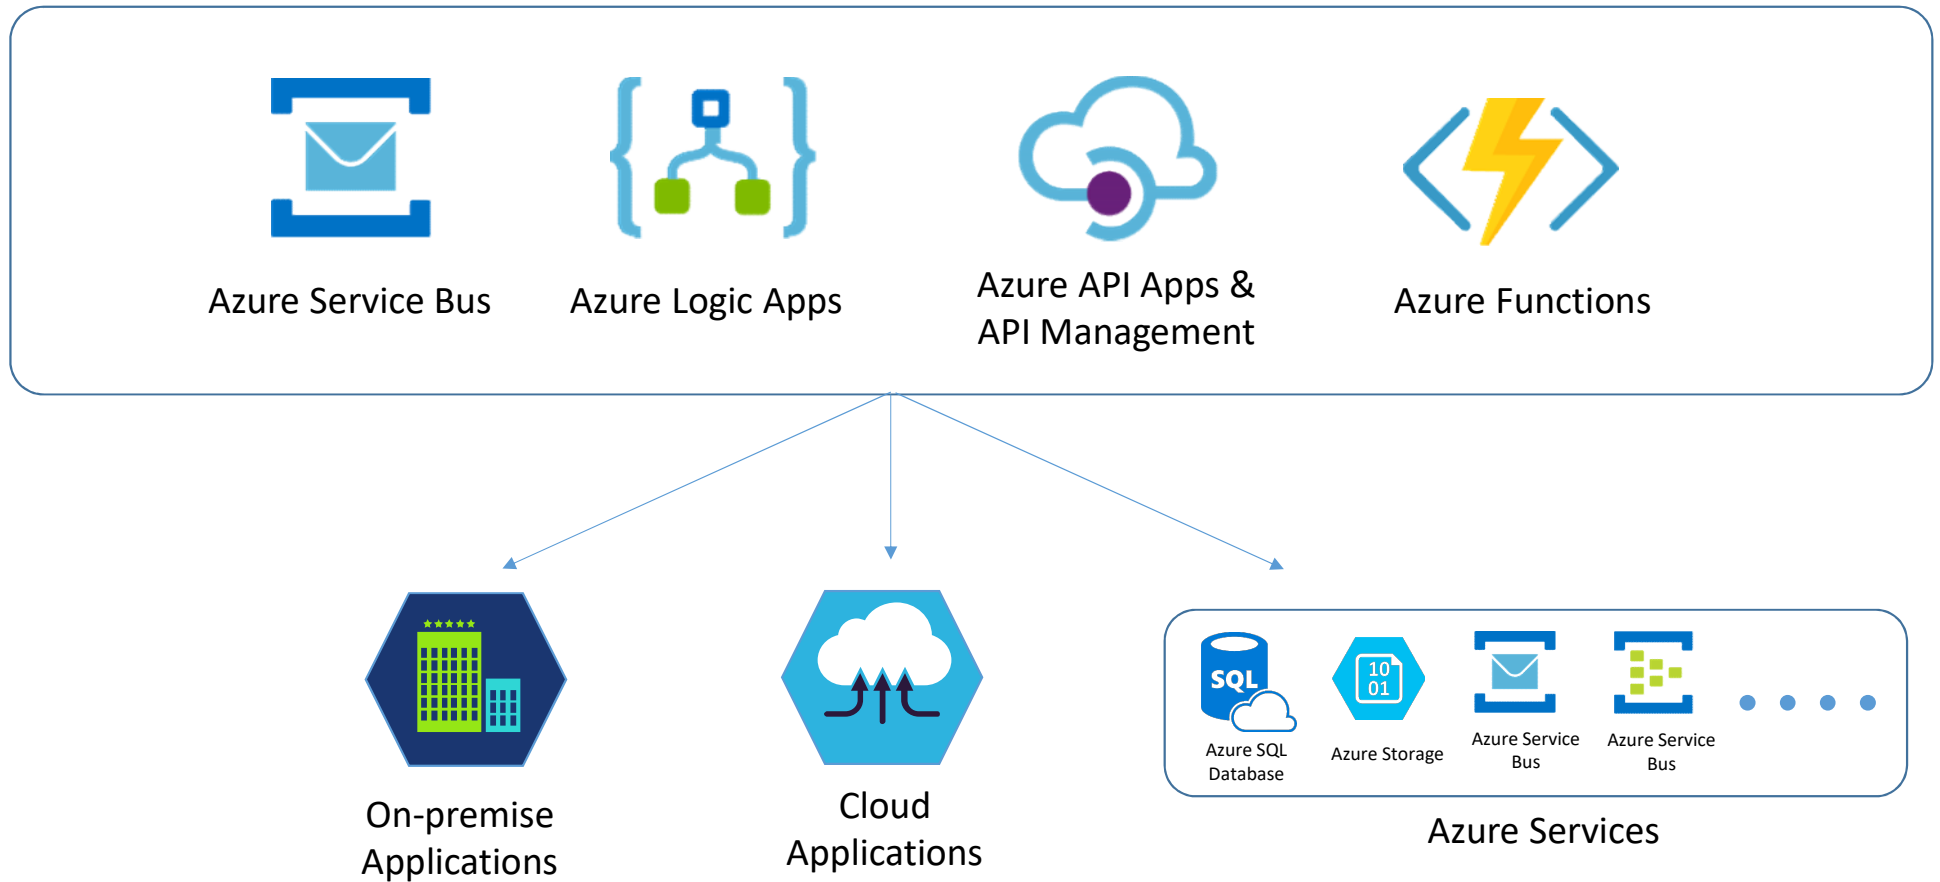 Azure Service Bus
Azure Logic Apps
Azure API Apps &
API Management
Azure Functions
On-premise
Applications
Cloud
Applications
SQL
Azure SQL
Database
10
01
Azure Storage
Azure Service
Bus
Azure Service
Bus
Azure Services